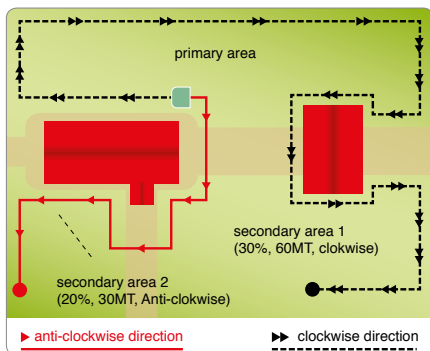 primary area
secondary area 1
(30%, 60MT, clokwise)
secondary area 2
(20%, 30MT, Anti-clokwise)
anti-clockwise direction
clockwise direction